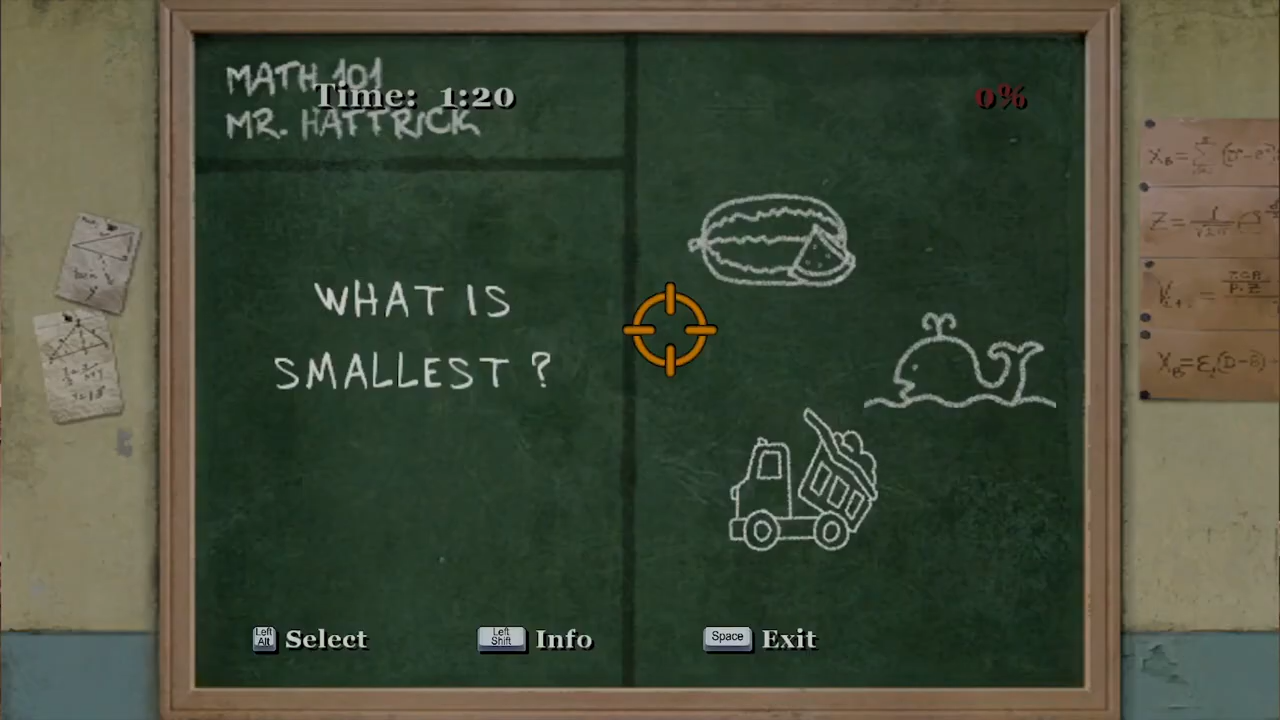 MATH 101
Time: 1:20
0%
MR. HATTRICK
WHAT IS
SMALLEST ?
Left Alt Select
Left Shift Info
Space Exit